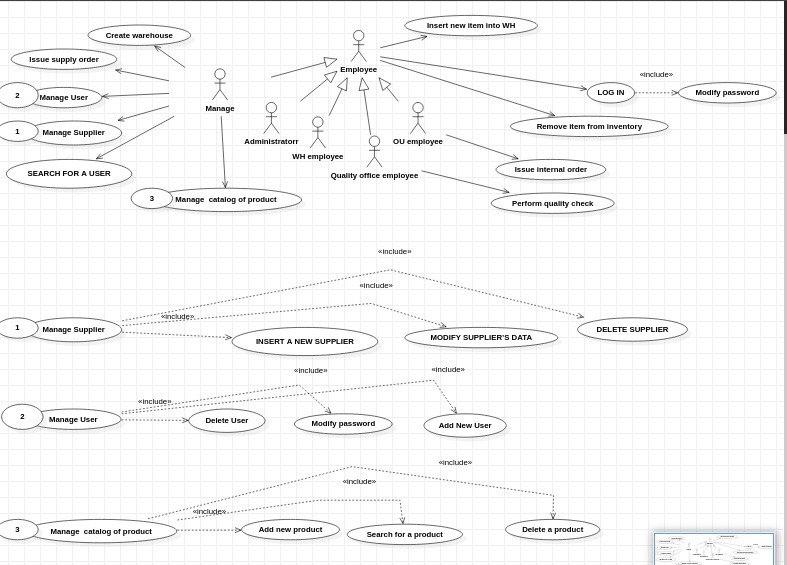 Create warehouse
Insert new item into WH
Issue supply order
Employee
«include»
2
Manage User
Manage
LOG IN
Modify password
1
Manage Supplier
Administratorr
WH employee
OU employee
Remove item from inventory
SEARCH FOR A USER
Quality office employee
Issue internal order
3
Manage catalog of product
Perform quality check
«include»
«include»
«include»
1
Manage Supplier
INSERT A NEW SUPPLIER
MODIFY SUPPLIER'S DATA
DELETE SUPPLIER
«include»
«include»
«include»
2
Manage User
Delete User
Modify password
Add New User
«include»
«include»
«include»
3
Manage catalog of product
Add new product
Search for a product
Delete a product